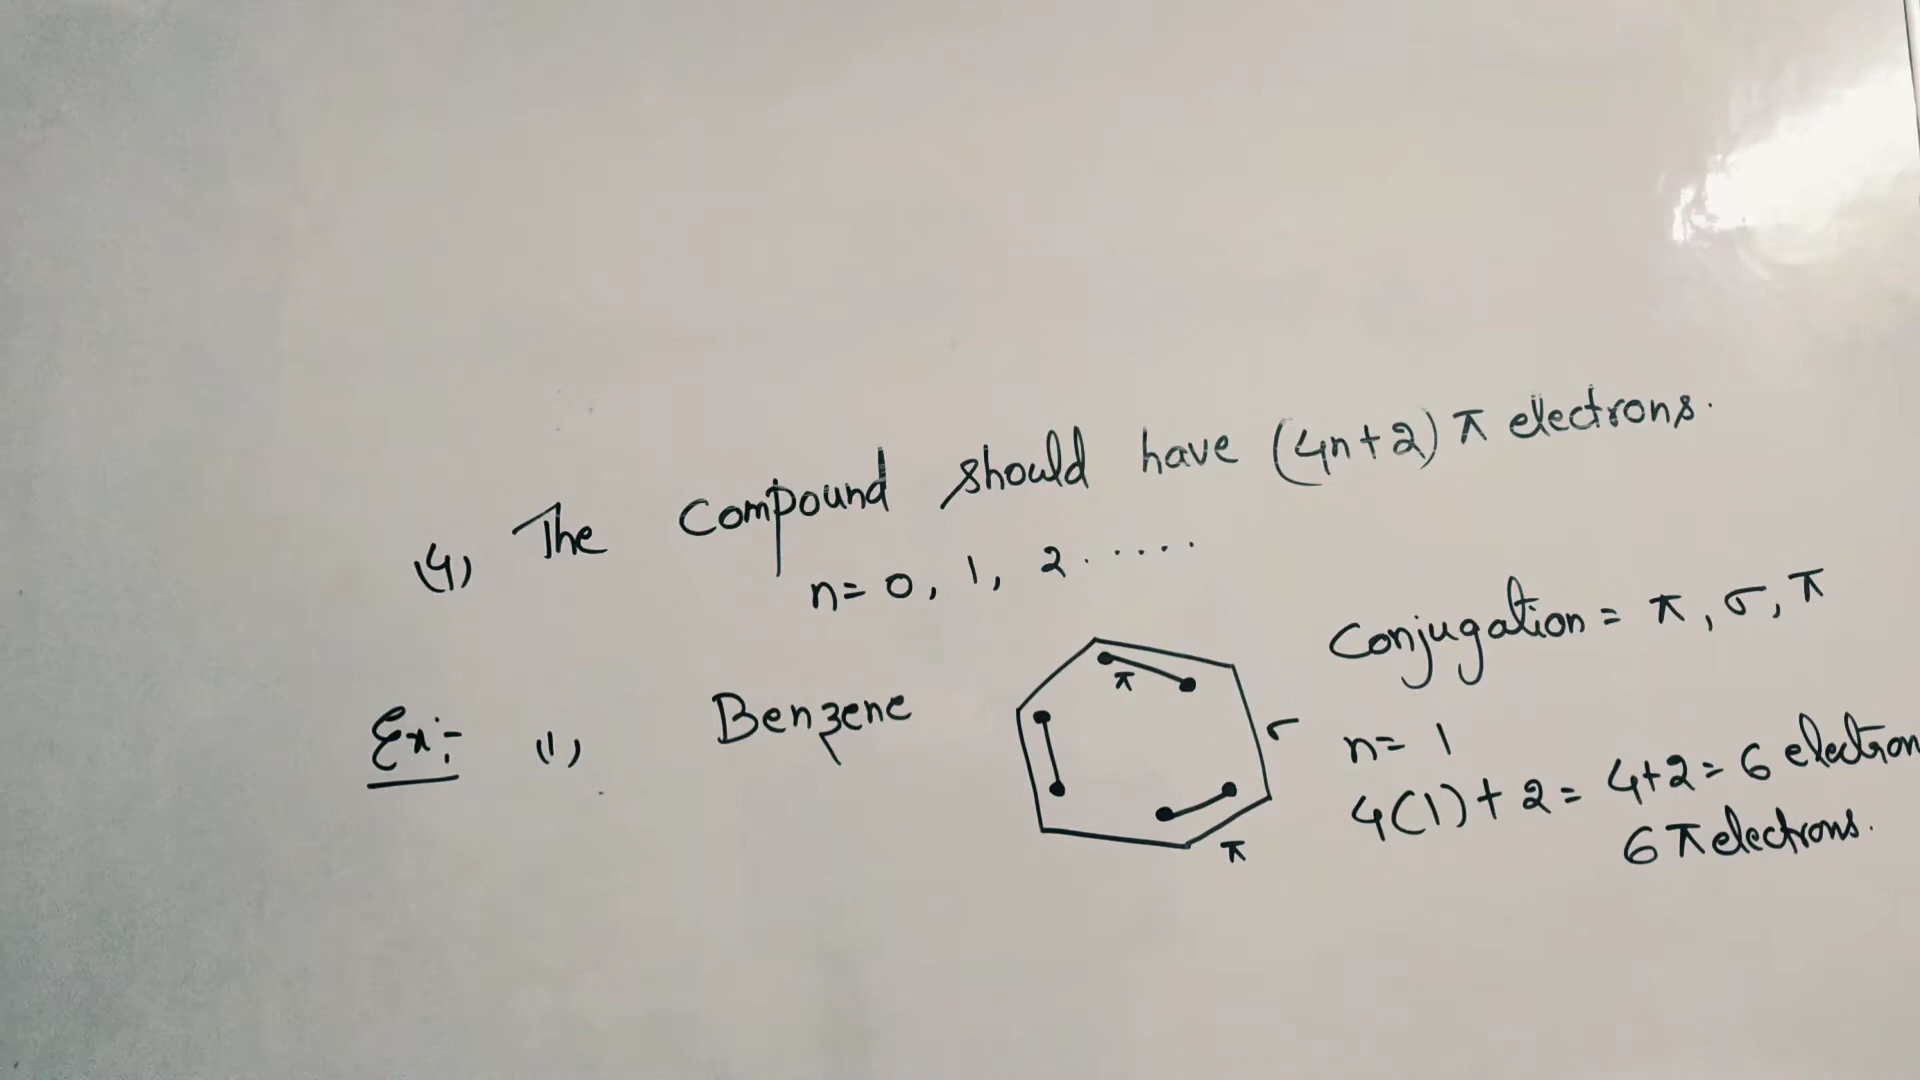 (4) The Compound should have (4n+2) π electrons.
n= 0, 1, 2.....
Conjugation = π, σ, π
Ex:- (1) Benzene
π
σ
π
n= 1
4(1)+2= 4+2= 6 electron
6 π electrons.